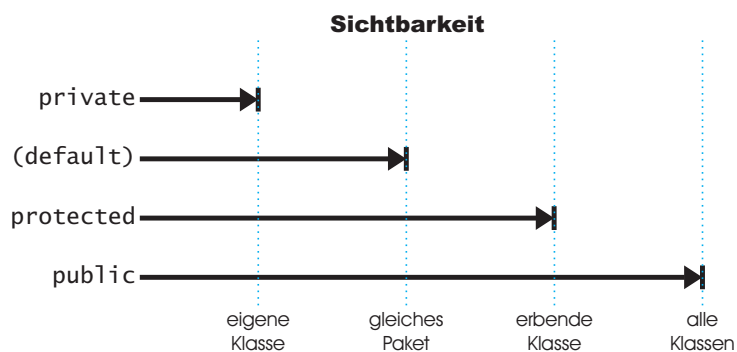 Sichtbarkeit
private
(default)
protected
public
eigene gleiches erbende alle
Klasse Paket Klasse Klassen